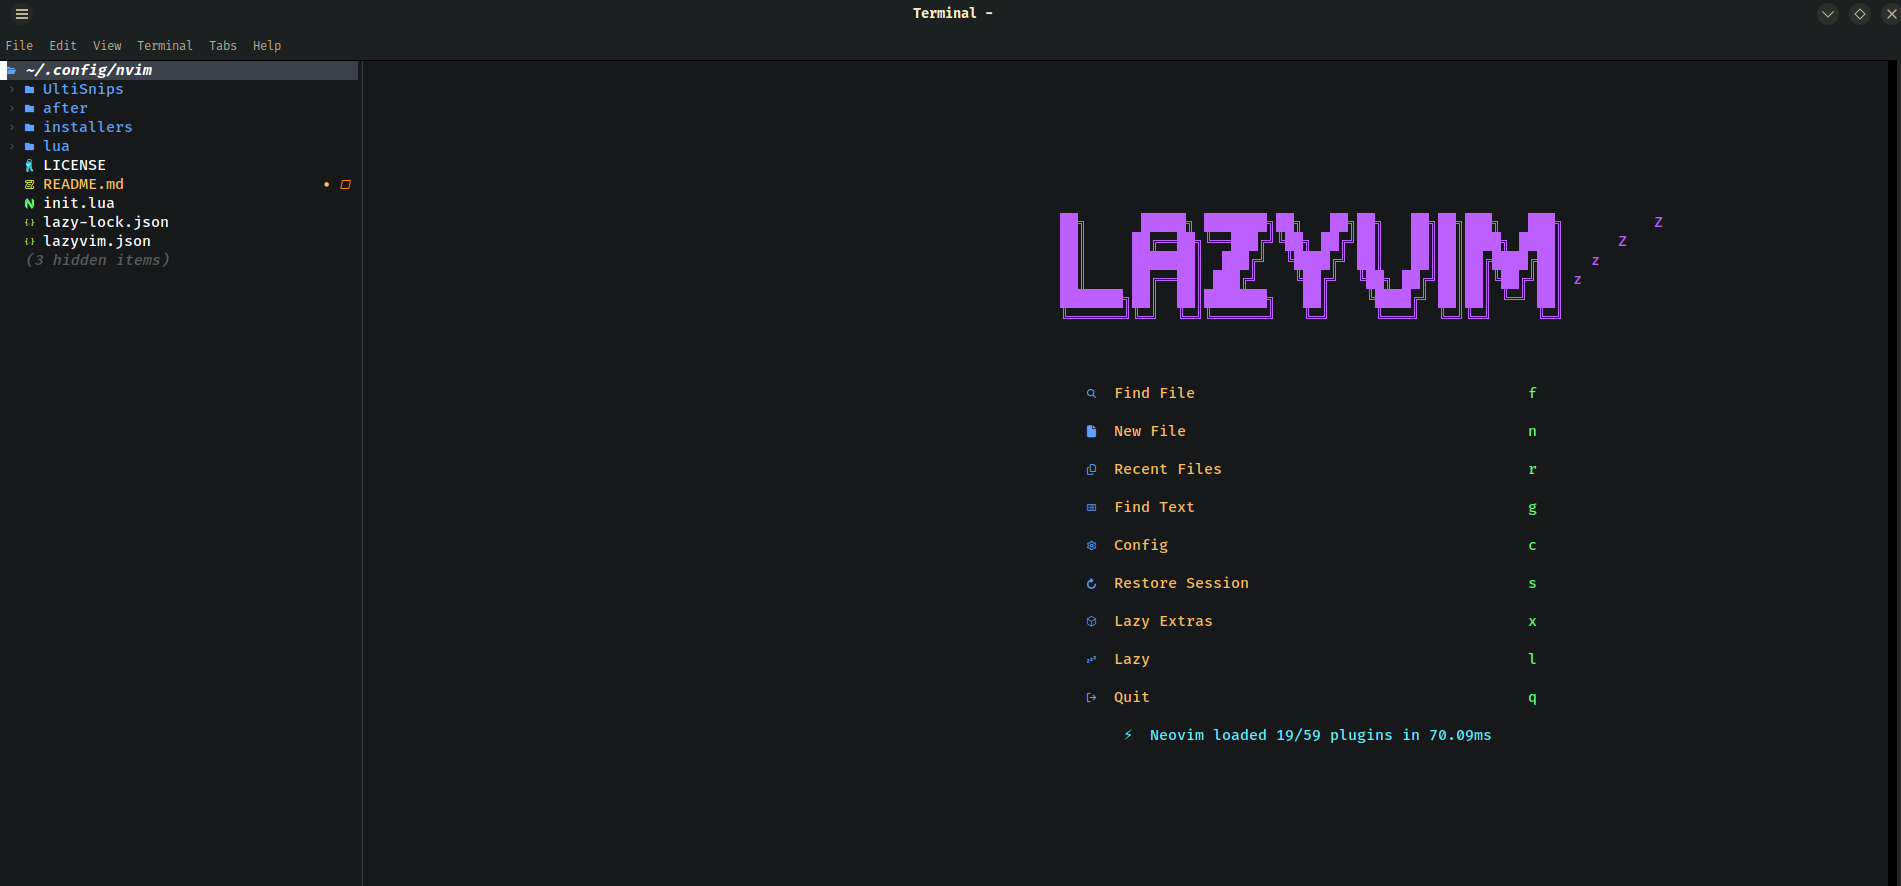 Terminal -
File Edit View Terminal Tabs Help
~/.config/nvim
UltiSnips
after
installers
lua
LICENSE
README.md
init.lua
lazy-lock.json
lazyvim.json
(3 hidden items)
LAZYVIM
Z
Z
z
z
Find File f
New File n
Recent Files r
Find Text g
Config c
Restore Session s
Lazy Extras x
Lazy l
Quit q
Neovim loaded 19/59 plugins in 70.09ms